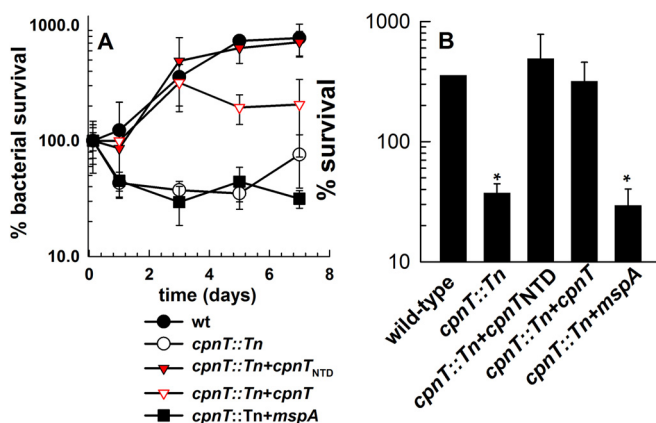 A
B
% bacterial survival
1000.0
100.0
10.0
0 2 4 6 8
time (days)
wt
cpnT::Tn
cpnT::Tn+cpnT NTD
cpnT::Tn+cpnT
cpnT::Tn+mspA
% survival
1000
100
10
* *
wild-type
cpnT::Tn
cpnT::Tn+cpnTNTD
cpnT::Tn+cpnT
cpnT::Tn+mspA